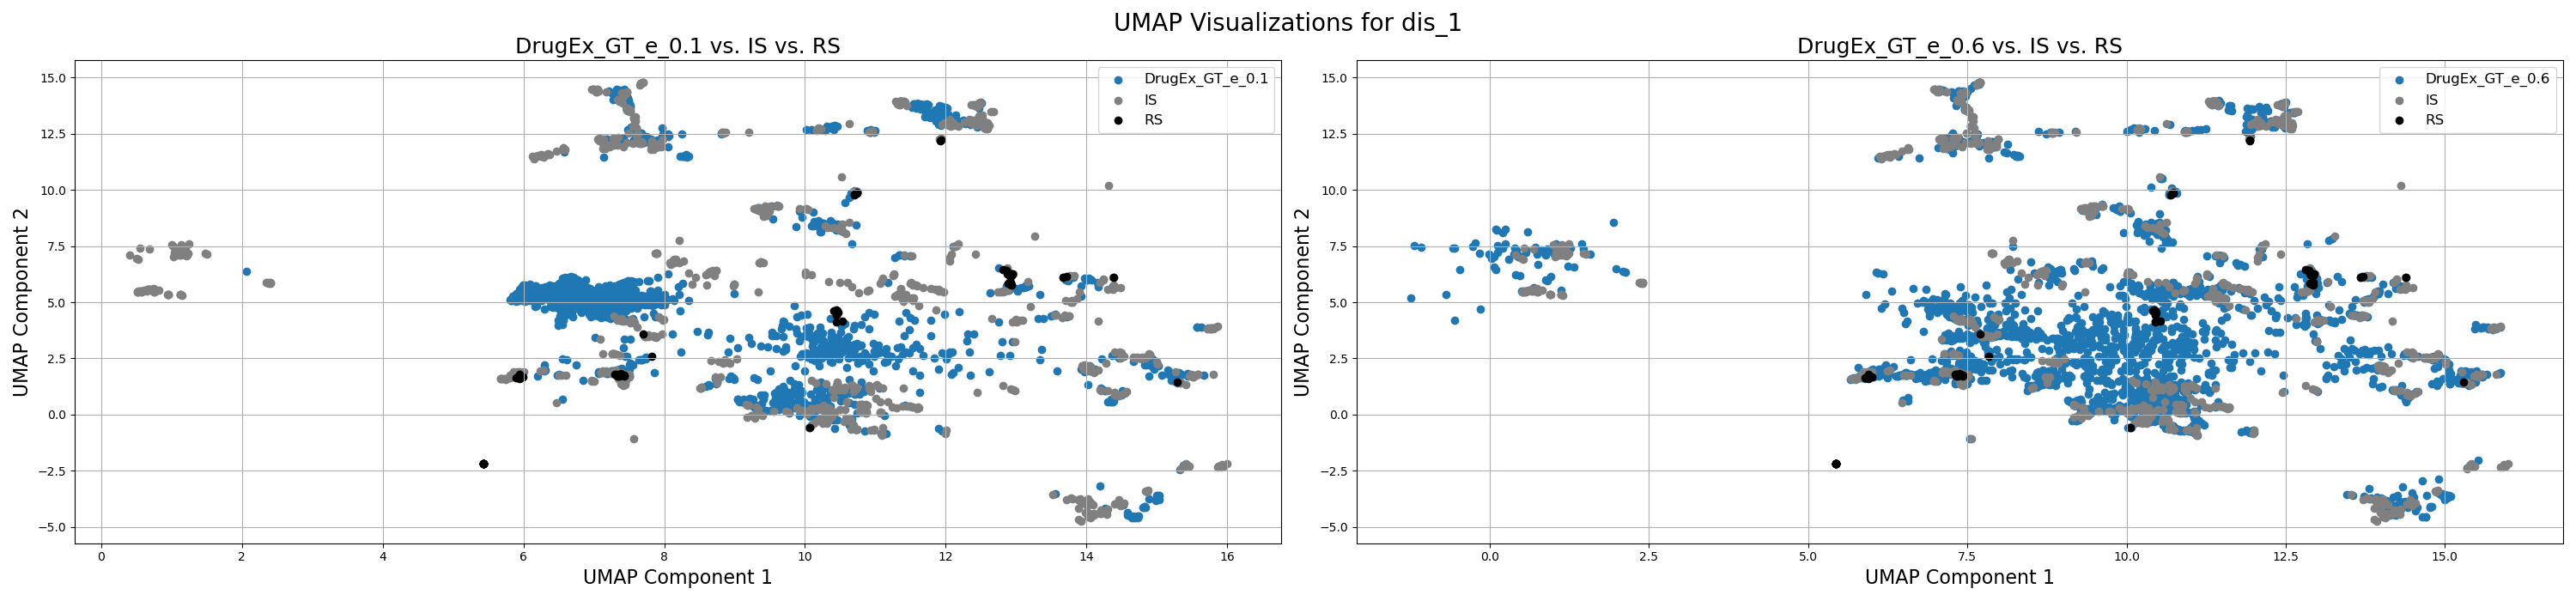 UMAP Visualizations for dis_1
DrugEx_GT_e_0.1 vs. IS vs. RS
DrugEx_GT_e_0.1
IS
RS
UMAP Component 2
15.0
12.5
10.0
7.5
5.0
2.5
0.0
−2.5
−5.0
0 2 4 6 8 10 12 14 16
UMAP Component 1
DrugEx_GT_e_0.6 vs. IS vs. RS
DrugEx_GT_e_0.6
IS
RS
UMAP Component 2
15.0
12.5
10.0
7.5
5.0
2.5
0.0
−2.5
−5.0
0.0 2.5 5.0 7.5 10.0 12.5 15.0
UMAP Component 1